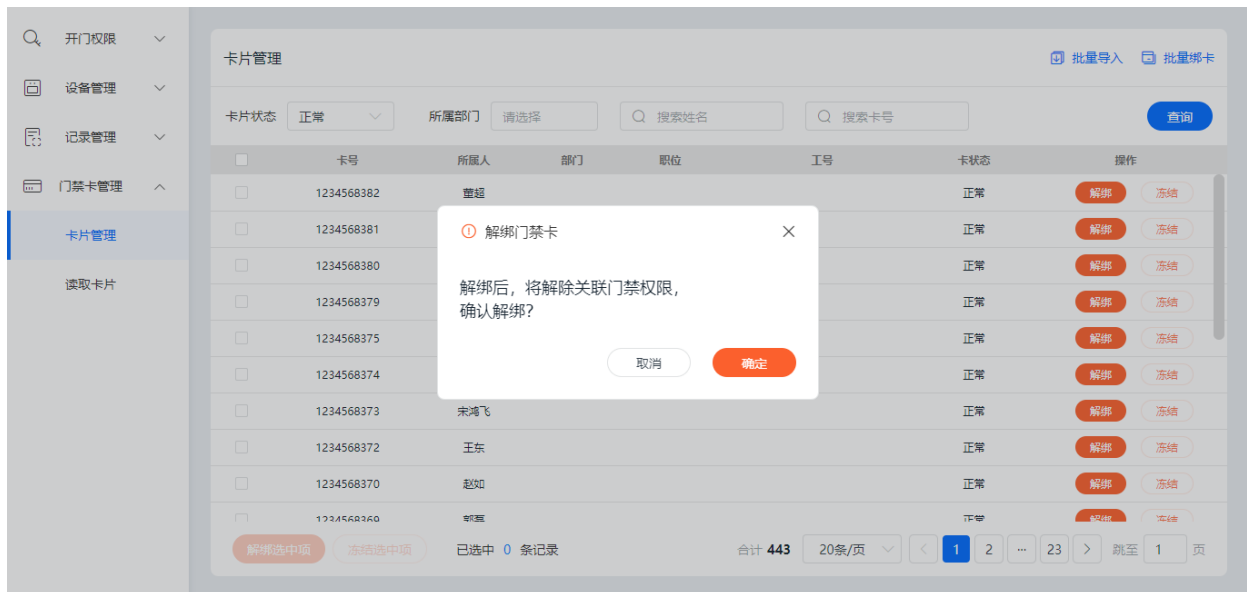 开门权限
设备管理
记录管理
门禁卡管理
卡片管理
读取卡片
卡片管理
批量导入 批量绑卡
卡片状态 正常 所属部门 请选择 搜索姓名 搜索卡号 查询
卡号 所属人 部门 职位 工号 卡状态 操作
1234568382 董超 正常 解绑 冻结
1234568381 正常 解绑 冻结
1234568380 正常 解绑 冻结
1234568379 正常 解绑 冻结
1234568375 正常 解绑 冻结
1234568374 正常 解绑 冻结
1234568373 宋鸿飞 正常 解绑 冻结
1234568372 王东 正常 解绑 冻结
1234568370 赵如 正常 解绑 冻结
1234568369 郭磊 正常 解绑 冻结
解绑门禁卡
解绑后，将解除关联门禁权限，
确认解绑？
取消 确定
解绑选中项 冻结选中项 已选中 0 条记录 合计 443 20条/页 1 2 ··· 23 跳至 1 页